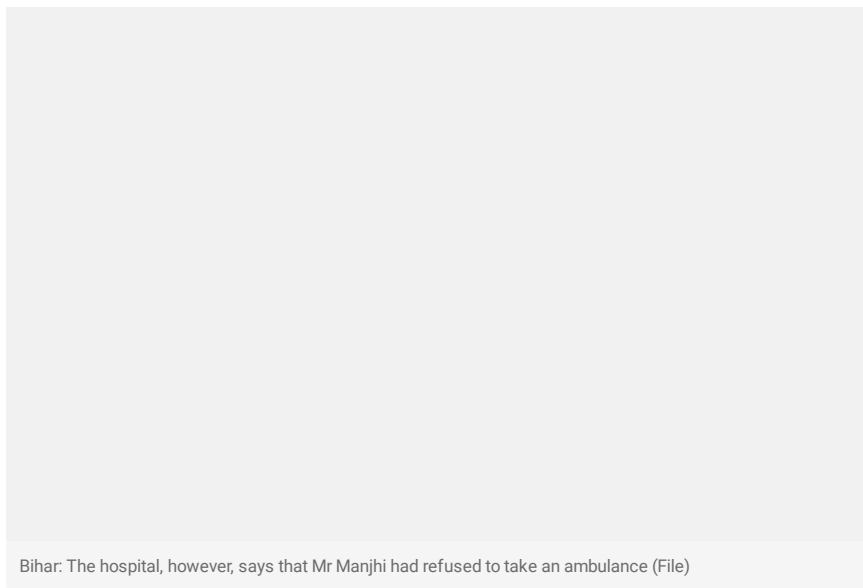 Bihar: The hospital, however, says that Mr Manjhi had refused to take an ambulance (File)